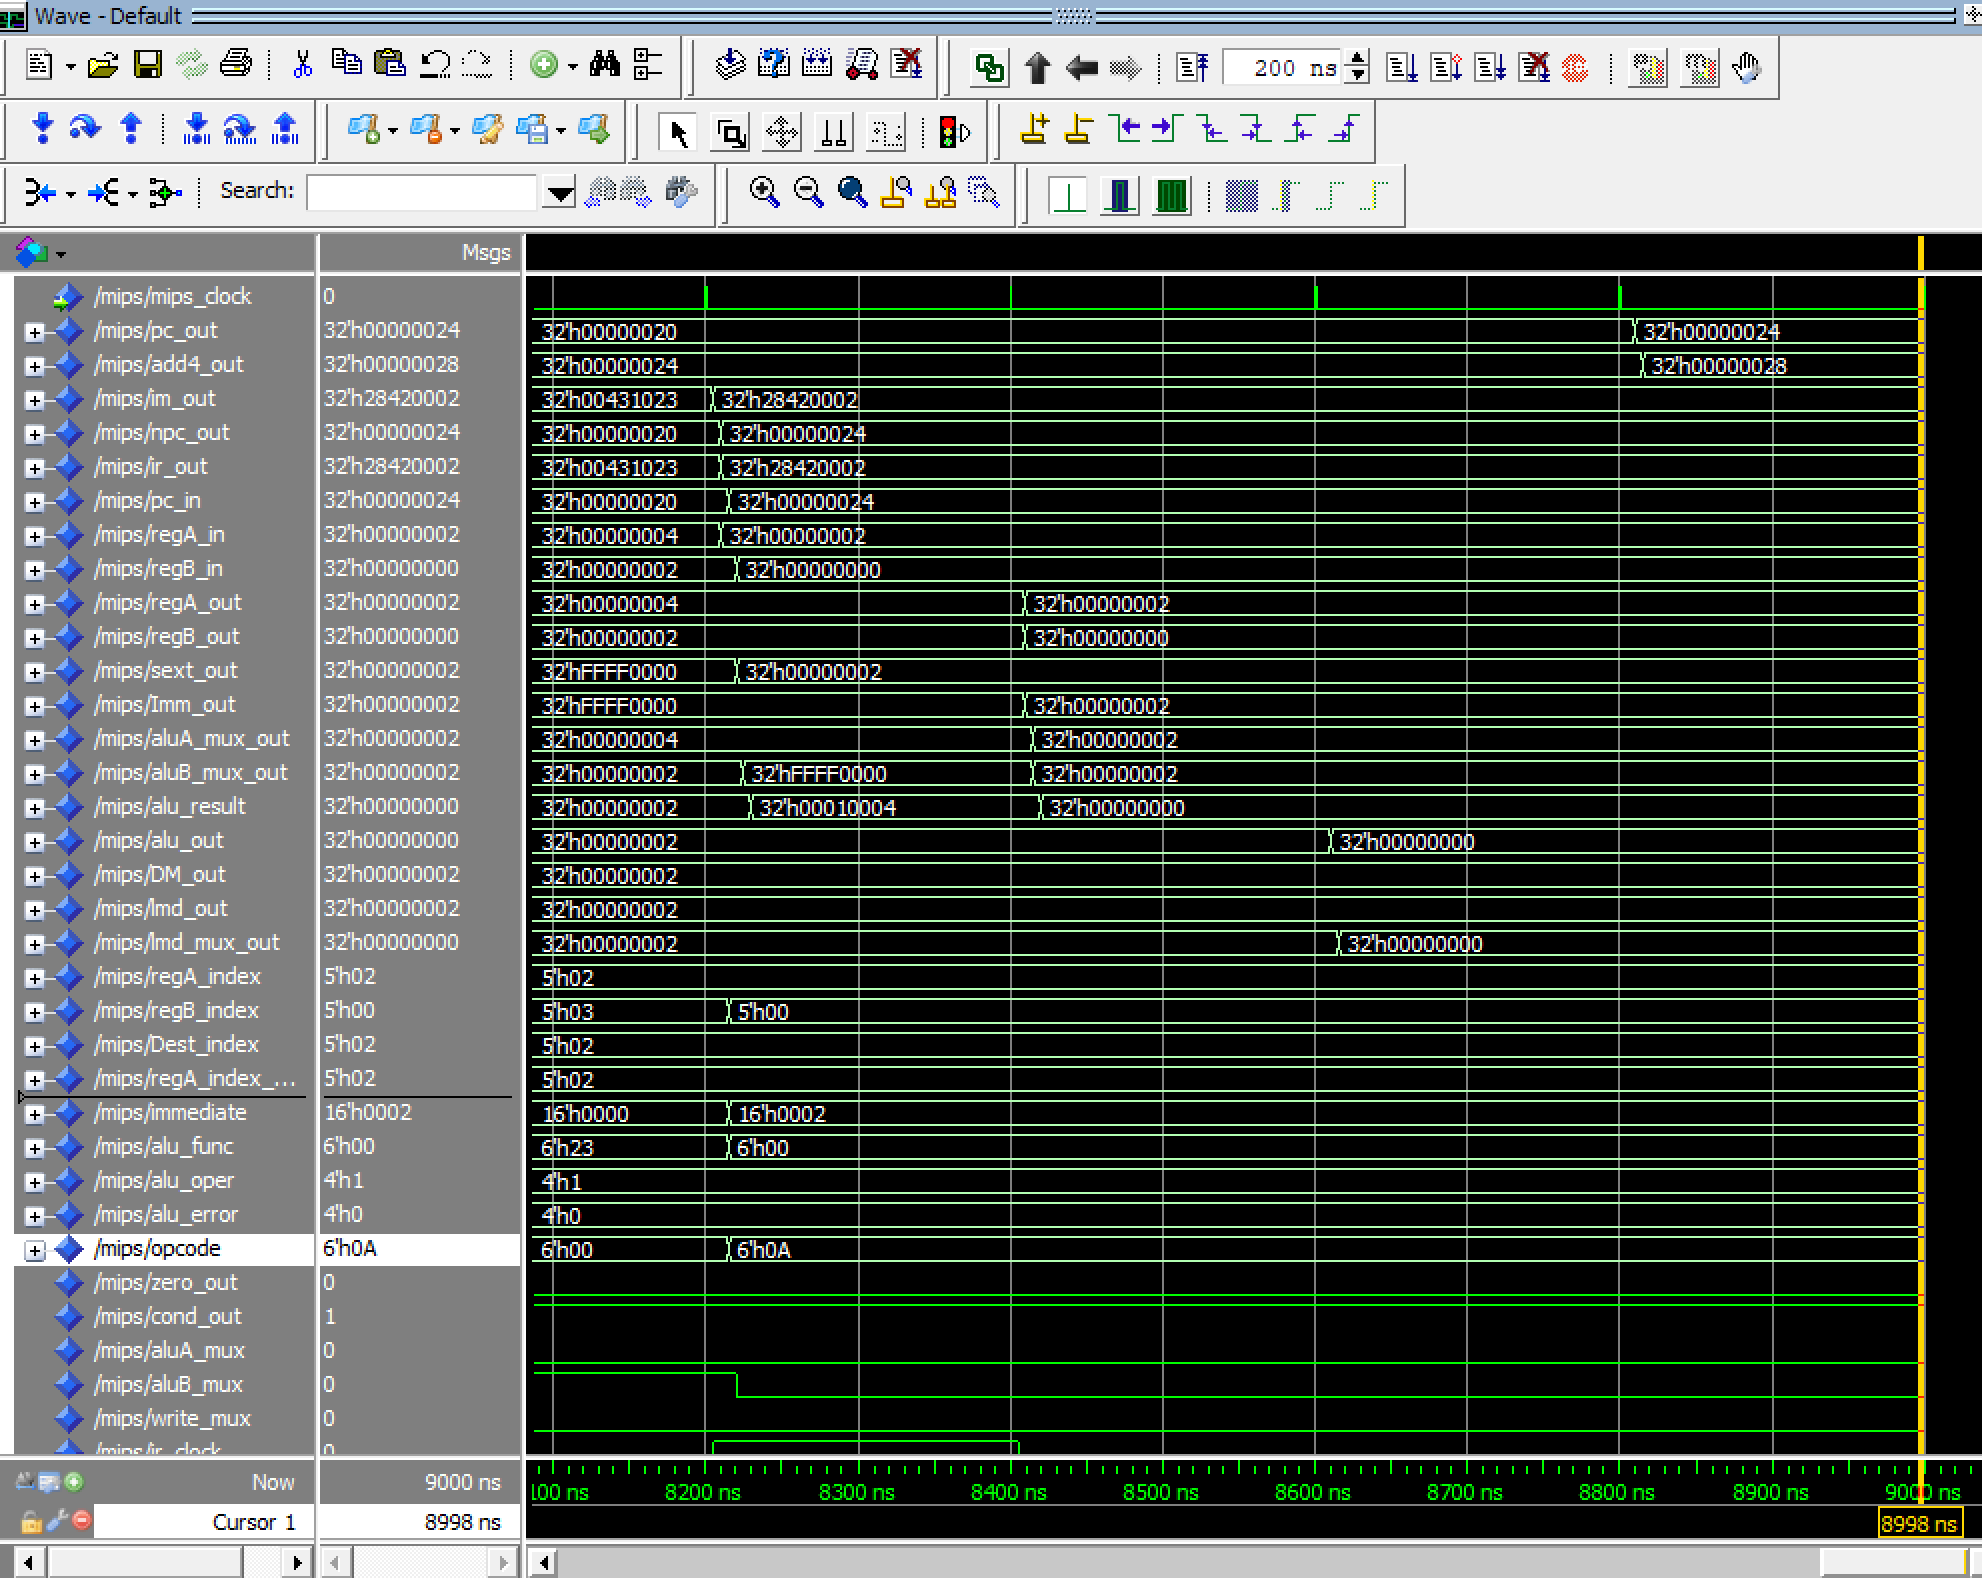 Wave - Default
200 ns
Search:
Msgs
/mips/mips_clock 0
/mips/pc_out 32'h00000024 32'h00000020 32'h00000024
/mips/add4_out 32'h00000028 32'h00000024 32'h00000028
/mips/im_out 32'h28420002 32'h00431023 32'h28420002
/mips/npc_out 32'h00000024 32'h00000020 32'h00000024
/mips/ir_out 32'h28420002 32'h00431023 32'h28420002
/mips/pc_in 32'h00000024 32'h00000020 32'h00000024
/mips/regA_in 32'h00000002 32'h00000004 32'h00000002
/mips/regB_in 32'h00000000 32'h00000002 32'h00000000
/mips/regA_out 32'h00000002 32'h00000004 32'h00000002
/mips/regB_out 32'h00000000 32'h00000002 32'h00000000
/mips/sext_out 32'h00000002 32'hFFFF0000 32'h00000002
/mips/Imm_out 32'h00000002 32'hFFFF0000 32'h00000002
/mips/aluA_mux_out 32'h00000002 32'h00000004 32'h00000002
/mips/aluB_mux_out 32'h00000002 32'h00000002 32'hFFFF0000 32'h00000002
/mips/alu_result 32'h00000000 32'h00000002 32'h00010004 32'h00000000
/mips/alu_out 32'h00000000 32'h00000002 32'h00000000
/mips/DM_out 32'h00000002 32'h00000002
/mips/lmd_out 32'h00000002 32'h00000002
/mips/lmd_mux_out 32'h00000000 32'h00000002 32'h00000000
/mips/regA_index 5'h02 5'h02
/mips/regB_index 5'h00 5'h03 5'h00
/mips/Dest_index 5'h02 5'h02
/mips/regA_index_... 5'h02 5'h02
/mips/immediate 16'h0002 16'h0000 16'h0002
/mips/alu_func 6'h00 6'h23 6'h00
/mips/alu_oper 4'h1 4'h1
/mips/alu_error 4'h0 4'h0
/mips/opcode 6'h0A 6'h00 6'h0A
/mips/zero_out 0
/mips/cond_out 1
/mips/aluA_mux 0
/mips/aluB_mux 0
/mips/write_mux 0
/mips/ir_clock 0
Now 9000 ns 100 ns 8200 ns 8300 ns 8400 ns 8500 ns 8600 ns 8700 ns 8800 ns 8900 ns 9000 ns
Cursor 1 8998 ns 8998 ns